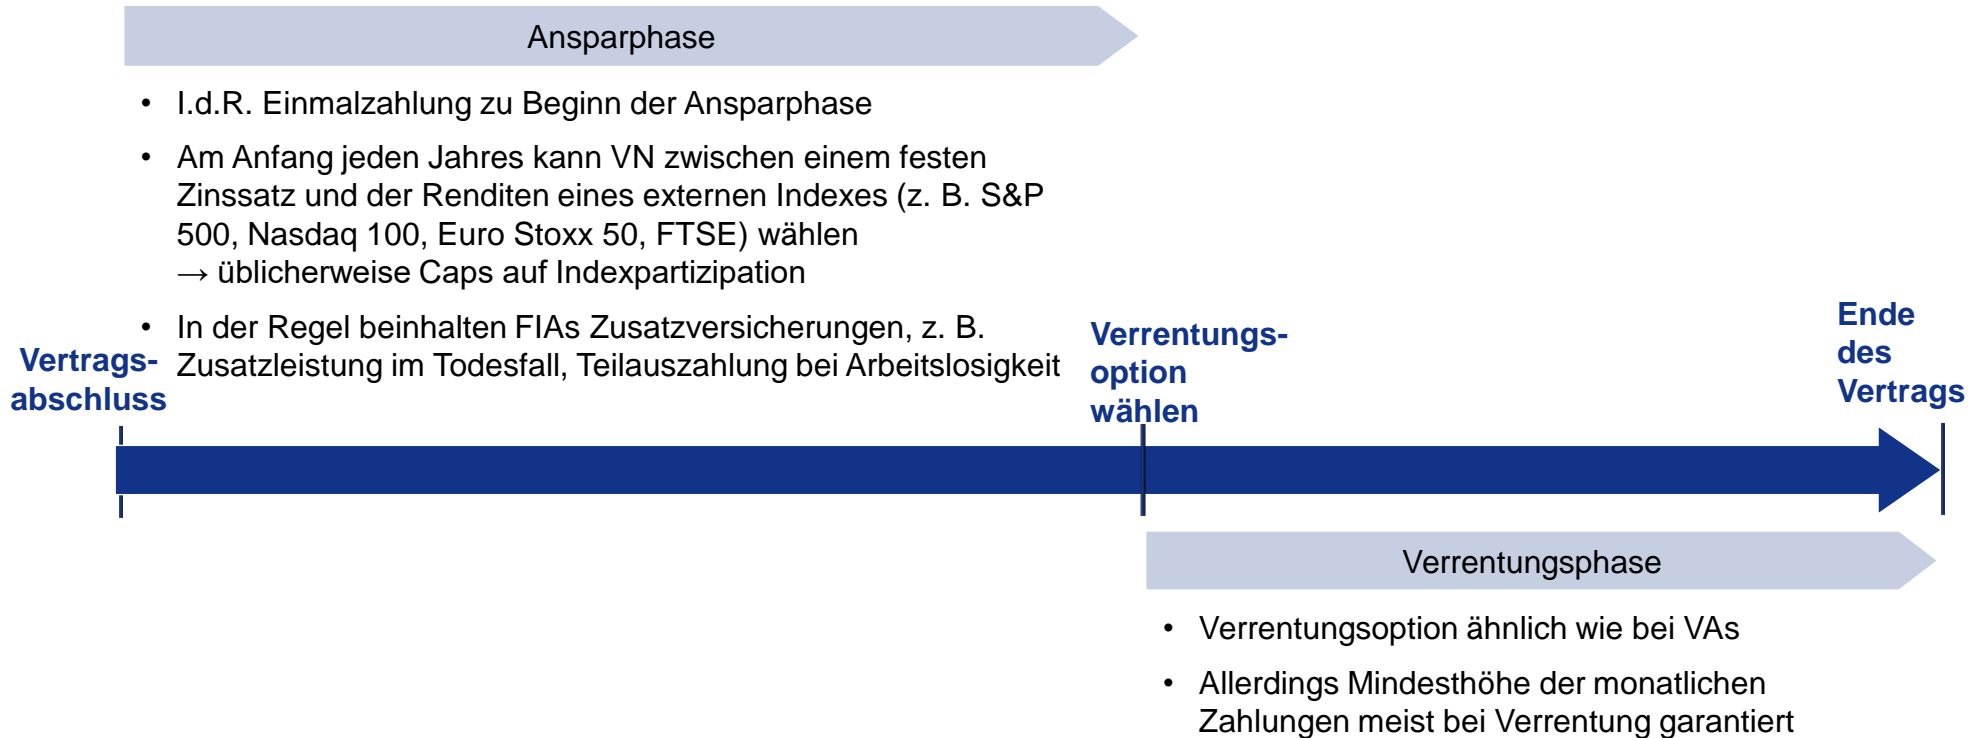 Ansparphase
• I.d.R. Einmalzahlung zu Beginn der Ansparphase
• Am Anfang jeden Jahres kann VN zwischen einem festen
Zinssatz und der Renditen eines externen Indexes (z. B. S&P
500, Nasdaq 100, Euro Stoxx 50, FTSE) wählen
→ üblicherweise Caps auf Indexpartizipation
• In der Regel beinhalten FIAs Zusatzversicherungen, z. B.
Zusatzleistung im Todesfall, Teilauszahlung bei Arbeitslosigkeit
Vertrags-
abschluss
Verrentungs-
option
wählen
Ende
des
Vertrags
Verrentungsphase
• Verrentungsoption ähnlich wie bei VAs
• Allerdings Mindesthöhe der monatlichen
Zahlungen meist bei Verrentung garantiert